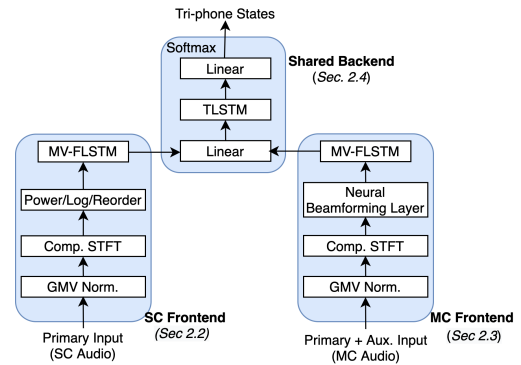 Tri-phone States
Softmax
Linear
TLSTM
Linear
Shared Backend
(Sec. 2.4)
MV-FLSTM
Power/Log/Reorder
Comp. STFT
GMV Norm.
SC Frontend
(Sec 2.2)
Primary Input
(SC Audio)
MV-FLSTM
Neural
Beamforming Layer
Comp. STFT
GMV Norm.
MC Frontend
(Sec 2.3)
Primary + Aux. Input
(MC Audio)